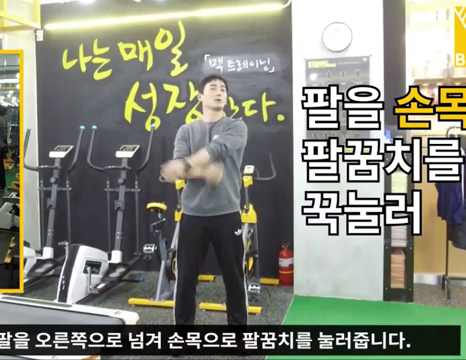 나는 매일
「맥트레이닝」
성장한다.
팔을 손목
팔꿈치를
꾹눌러
팔을 오른쪽으로 넘겨 손목으로 팔꿈치를 눌러줍니다.